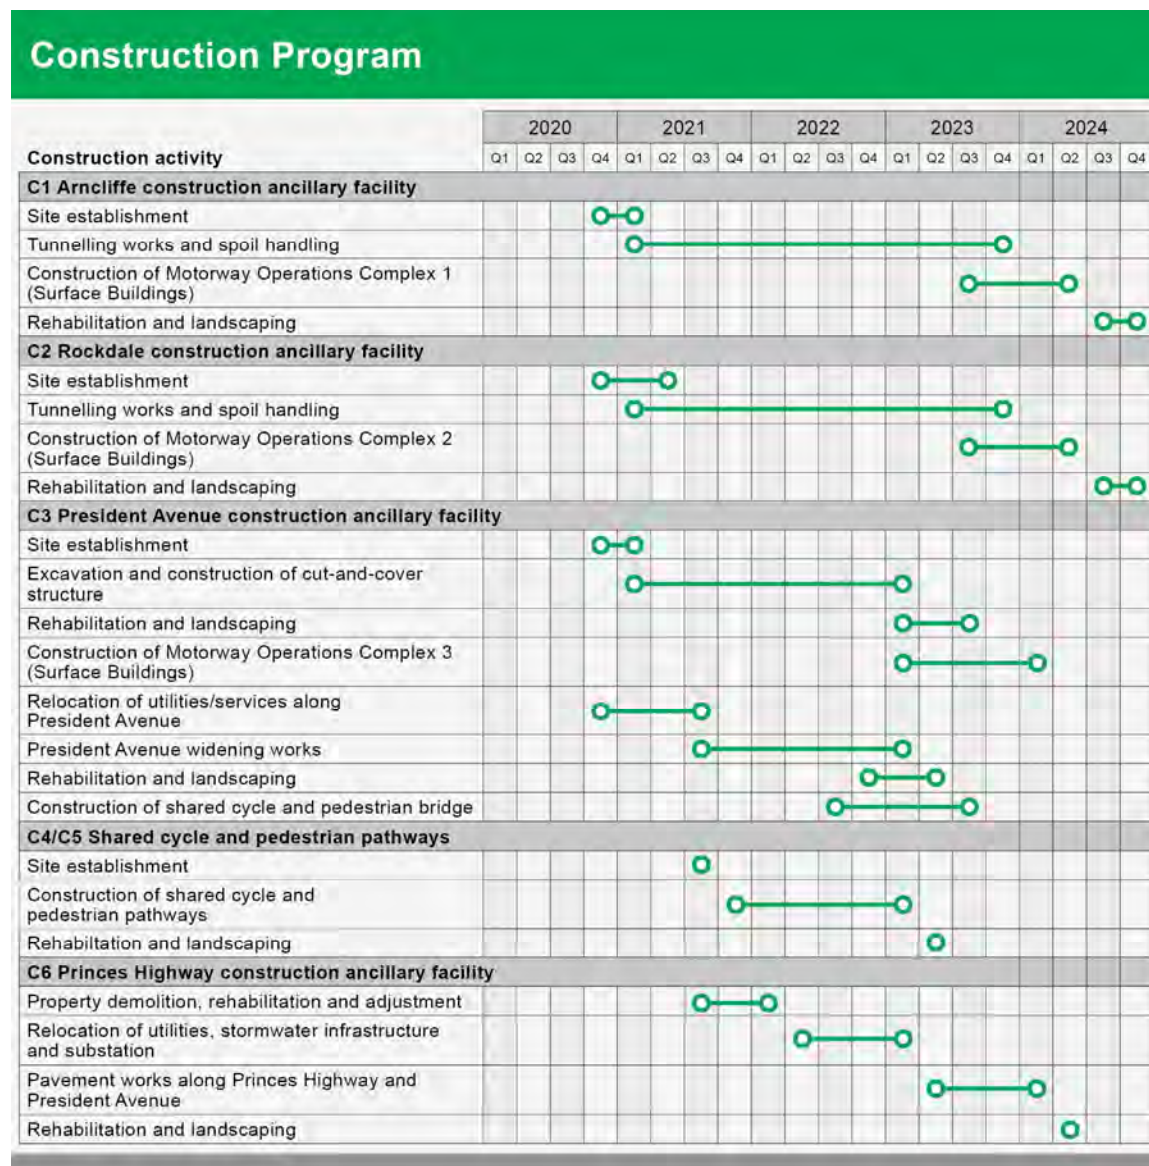 Construction Program
2020 2021 2022 2023 2024
Construction activity Q1 Q2 Q3 Q4 Q1 Q2 Q3 Q4 Q1 Q2 Q3 Q4 Q1 Q2 Q3 Q4 Q1 Q2 Q3 Q4
C1 Arncliffe construction ancillary facility
Site establishment
Tunnelling works and spoil handling
Construction of Motorway Operations Complex 1
(Surface Buildings)
Rehabilitation and landscaping
C2 Rockdale construction ancillary facility
Site establishment
Tunnelling works and spoil handling
Construction of Motorway Operations Complex 2
(Surface Buildings)
Rehabilitation and landscaping
C3 President Avenue construction ancillary facility
Site establishment
Excavation and construction of cut-and-cover
structure
Rehabilitation and landscaping
Construction of Motorway Operations Complex 3
(Surface Buildings)
Relocation of utilities/services along
President Avenue
President Avenue widening works
Rehabilitation and landscaping
Construction of shared cycle and pedestrian bridge
C4/C5 Shared cycle and pedestrian pathways
Site establishment
Construction of shared cycle and
pedestrian pathways
Rehabiltation and landscaping
C6 Princes Highway construction ancillary facility
Property demolition, rehabilitation and adjustment
Relocation of utilities, stormwater infrastructure
and substation
Pavement works along Princes Highway and
President Avenue
Rehabilitation and landscaping